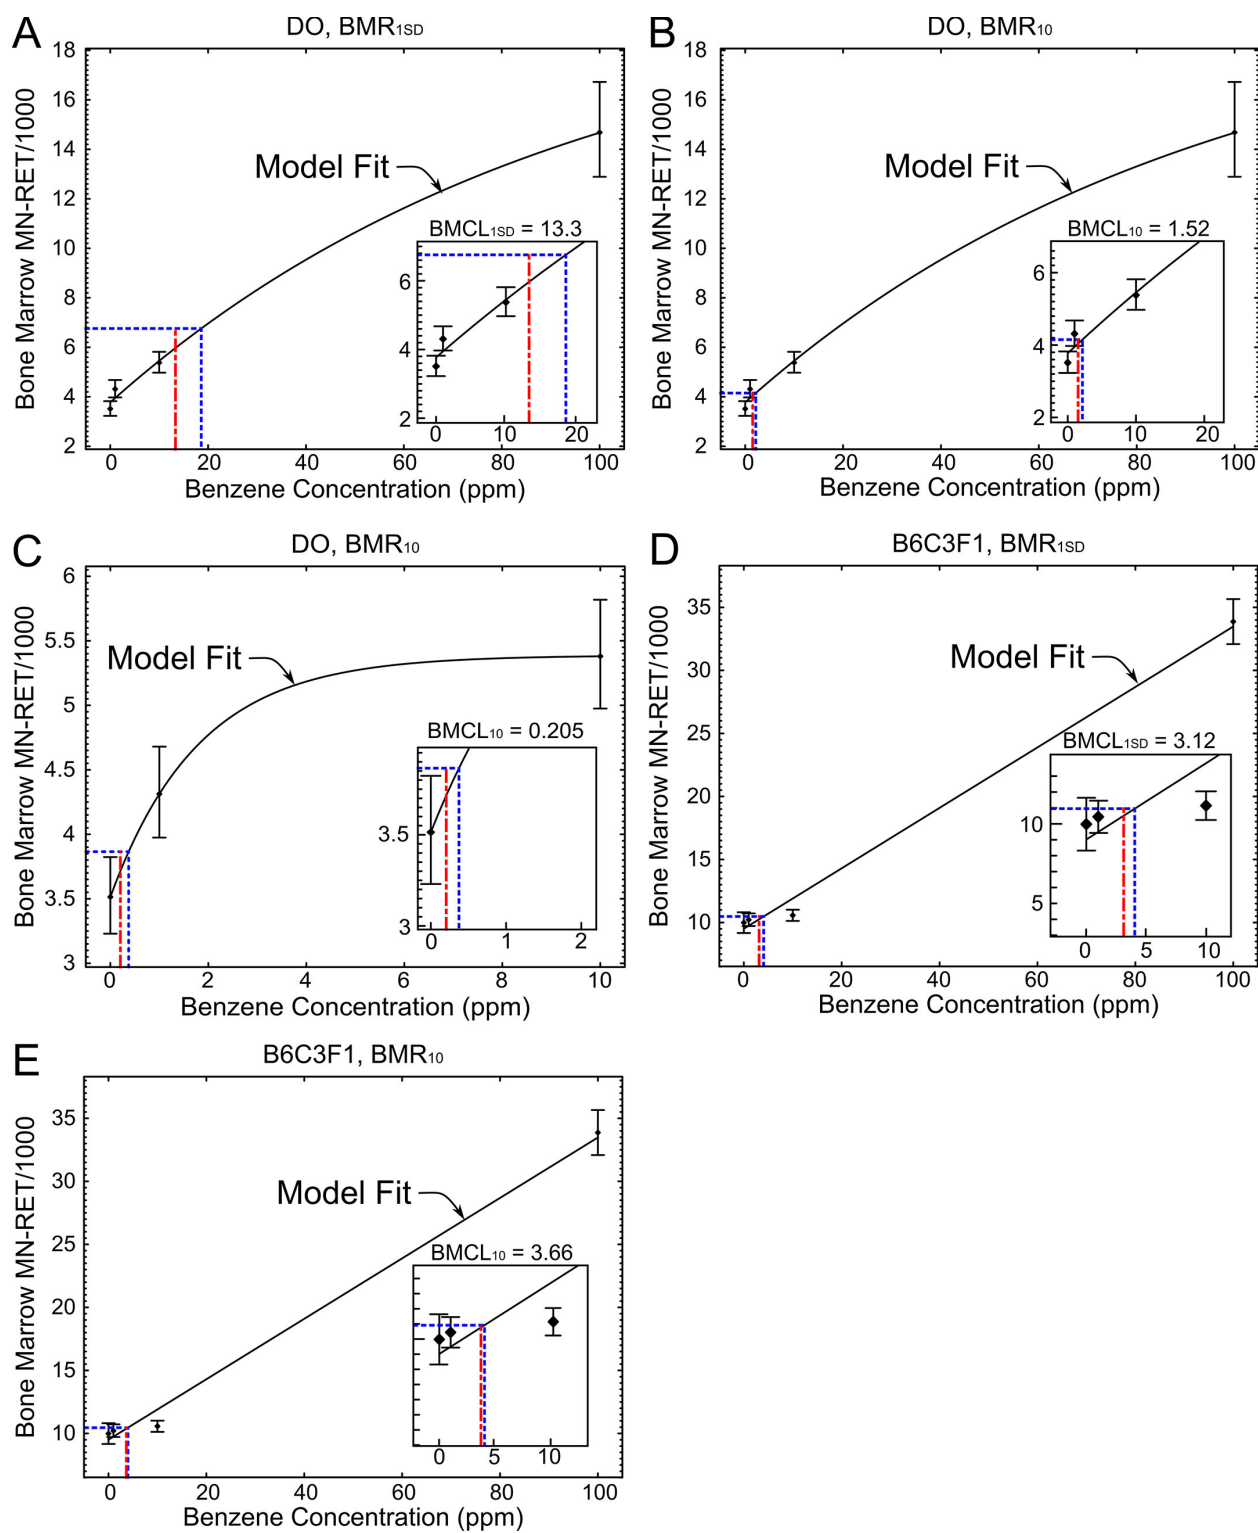 A
DO, BMR1SD
Bone Marrow MN-RET/1000
18
16
14
12
10
8
6
4
2
Model Fit
BMCL1SD = 13.3
6
4
2
0 10 20
0 20 40 60 80 100
Benzene Concentration (ppm)
B
DO, BMR10
Bone Marrow MN-RET/1000
18
16
14
12
10
8
6
4
2
Model Fit
BMCL10 = 1.52
6
4
2
0 10 20
0 20 40 60 80 100
Benzene Concentration (ppm)
C
DO, BMR10
Bone Marrow MN-RET/1000
6
5.5
5
4.5
4
3.5
3
Model Fit
BMCL10 = 0.205
3.5
3
0 1 2
0 2 4 6 8 10
Benzene Concentration (ppm)
D
B6C3F1, BMR1SD
Bone Marrow MN-RET/1000
35
30
25
20
15
10
Model Fit
BMCL1SD = 3.12
10
5
0 5 10
0 20 40 60 80 100
Benzene Concentration (ppm)
E
B6C3F1, BMR10
Bone Marrow MN-RET/1000
35
30
25
20
15
10
Model Fit
BMCL10 = 3.66
0 5 10
0 20 40 60 80 100
Benzene Concentration (ppm)